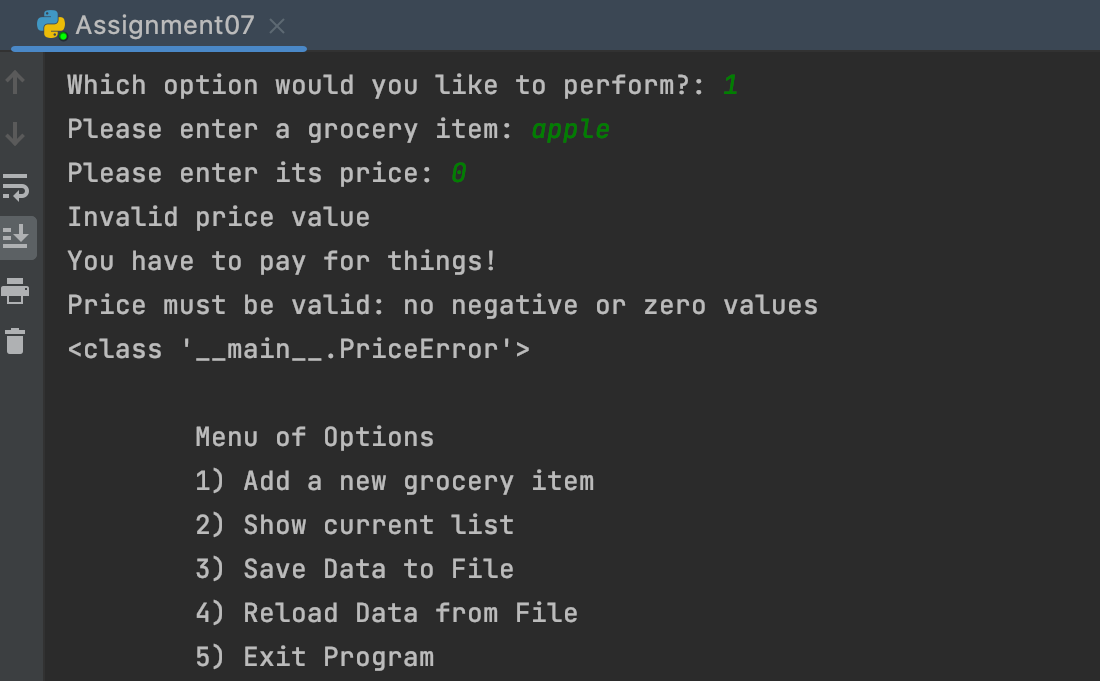 Assignment07
Which option would you like to perform?: 1
Please enter a grocery item: apple
Please enter its price: 0
Invalid price value
You have to pay for things!
Price must be valid: no negative or zero values
<class '__main__.PriceError'>
Menu of Options
1) Add a new grocery item
2) Show current list
3) Save Data to File
4) Reload Data from File
5) Exit Program